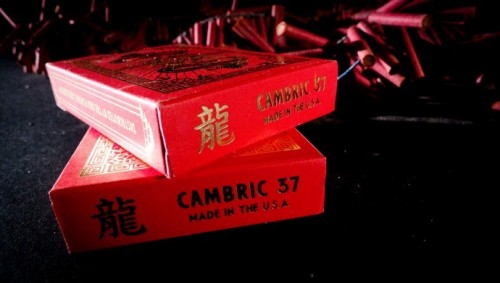 龍
CAMBRIC 37
MADE IN THE U.S.A.
龍
CAMBRIC 37
MADE IN THE U.S.A